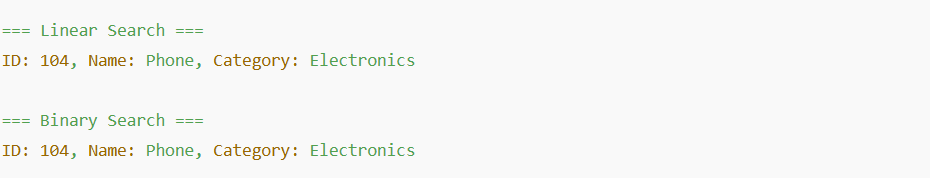 === Linear Search ===
ID: 104, Name: Phone, Category: Electronics
=== Binary Search ===
ID: 104, Name: Phone, Category: Electronics